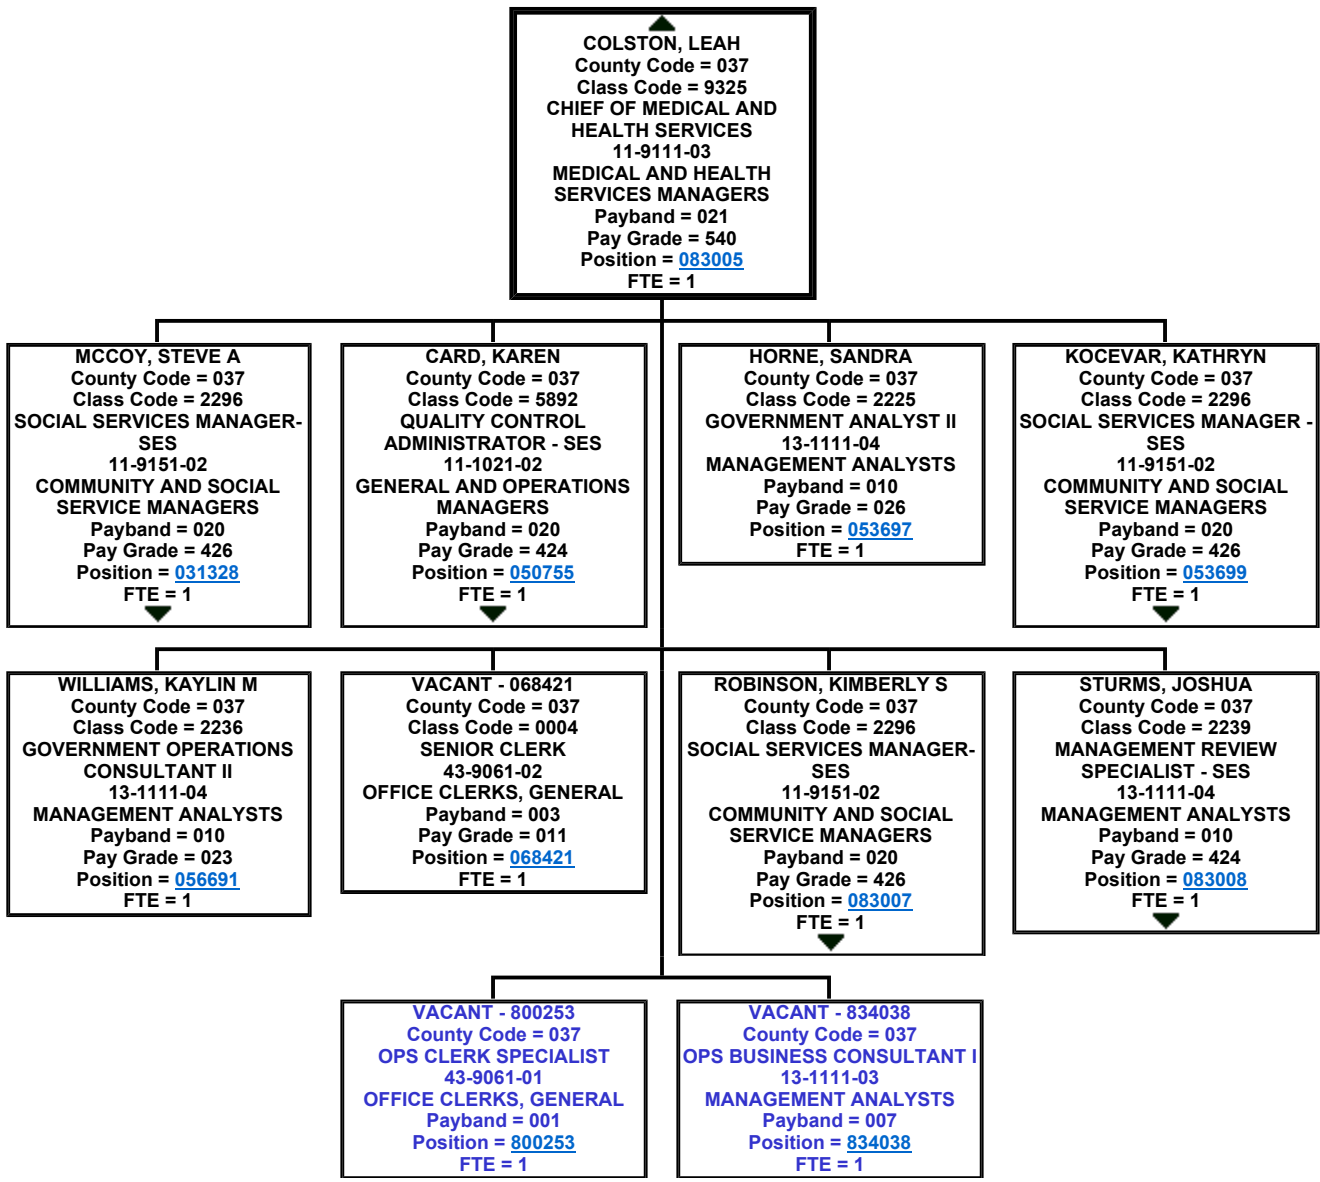 COLSTON, LEAH
County Code = 037
Class Code = 9325
CHIEF OF MEDICAL AND
HEALTH SERVICES
11-9111-03
MEDICAL AND HEALTH
SERVICES MANAGERS
Payband = 021
Pay Grade = 540
Position = 083005
FTE = 1
MCCOY, STEVE A
County Code = 037
Class Code = 2296
SOCIAL SERVICES MANAGER-
SES
11-9151-02
COMMUNITY AND SOCIAL
SERVICE MANAGERS
Payband = 020
Pay Grade = 426
Position = 031328
FTE = 1
CARD, KAREN
County Code = 037
Class Code = 5892
QUALITY CONTROL
ADMINISTRATOR - SES
11-1021-02
GENERAL AND OPERATIONS
MANAGERS
Payband = 020
Pay Grade = 424
Position = 050755
FTE = 1
HORNE, SANDRA
County Code = 037
Class Code = 2225
GOVERNMENT ANALYST II
13-1111-04
MANAGEMENT ANALYSTS
Payband = 010
Pay Grade = 026
Position = 053697
FTE = 1
KOCEVAR, KATHRYN
County Code = 037
Class Code = 2296
SOCIAL SERVICES MANAGER -
SES
11-9151-02
COMMUNITY AND SOCIAL
SERVICE MANAGERS
Payband = 020
Pay Grade = 426
Position = 053699
FTE = 1
WILLIAMS, KAYLIN M
County Code = 037
Class Code = 2236
GOVERNMENT OPERATIONS
CONSULTANT II
13-1111-04
MANAGEMENT ANALYSTS
Payband = 010
Pay Grade = 023
Position = 056691
FTE = 1
VACANT - 068421
County Code = 037
Class Code = 0004
SENIOR CLERK
43-9061-02
OFFICE CLERKS, GENERAL
Payband = 003
Pay Grade = 011
Position = 068421
FTE = 1
ROBINSON, KIMBERLY S
County Code = 037
Class Code = 2296
SOCIAL SERVICES MANAGER-
SES
11-9151-02
COMMUNITY AND SOCIAL
SERVICE MANAGERS
Payband = 020
Pay Grade = 426
Position = 083007
FTE = 1
STURMS, JOSHUA
County Code = 037
Class Code = 2239
MANAGEMENT REVIEW
SPECIALIST - SES
13-1111-04
MANAGEMENT ANALYSTS
Payband = 010
Pay Grade = 424
Position = 083008
FTE = 1
VACANT - 800253
County Code = 037
OPS CLERK SPECIALIST
43-9061-01
OFFICE CLERKS, GENERAL
Payband = 001
Position = 800253
FTE = 1
VACANT - 834038
County Code = 037
OPS BUSINESS CONSULTANT I
13-1111-03
MANAGEMENT ANALYSTS
Payband = 007
Position = 834038
FTE = 1